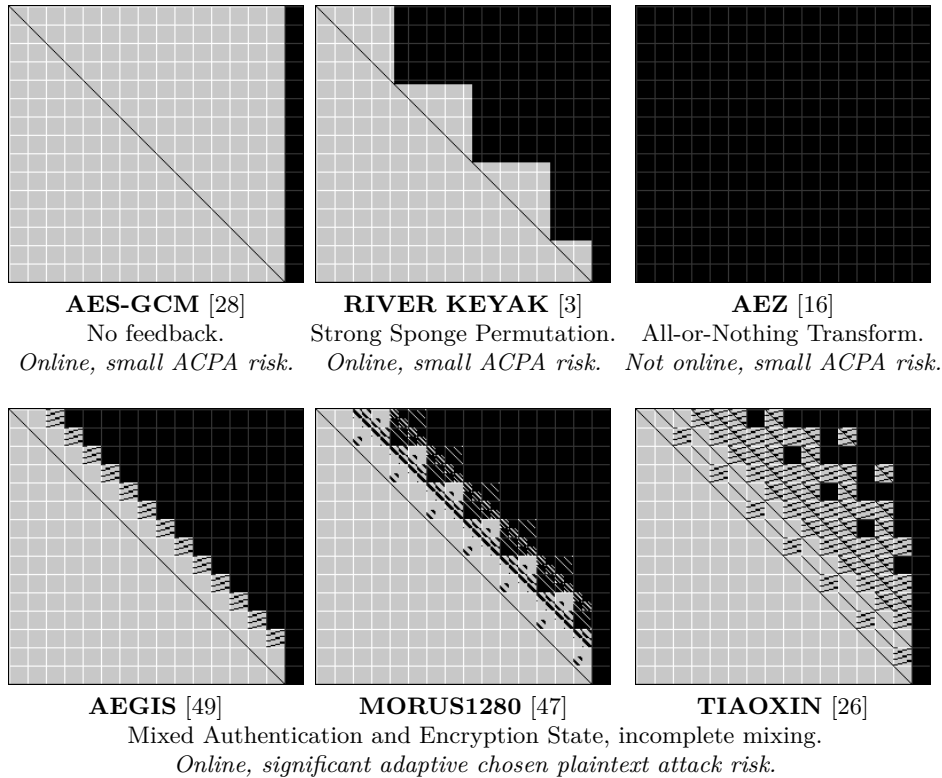 AES-GCM [28] RIVER KEYAK [3] AEZ [16]
No feedback. Strong Sponge Permutation. All-or-Nothing Transform.
Online, small ACPA risk. Online, small ACPA risk. Not online, small ACPA risk.
AEGIS [49] MORUS1280 [47] TIAOXIN [26]
Mixed Authentication and Encryption State, incomplete mixing.
Online, significant adaptive chosen plaintext attack risk.